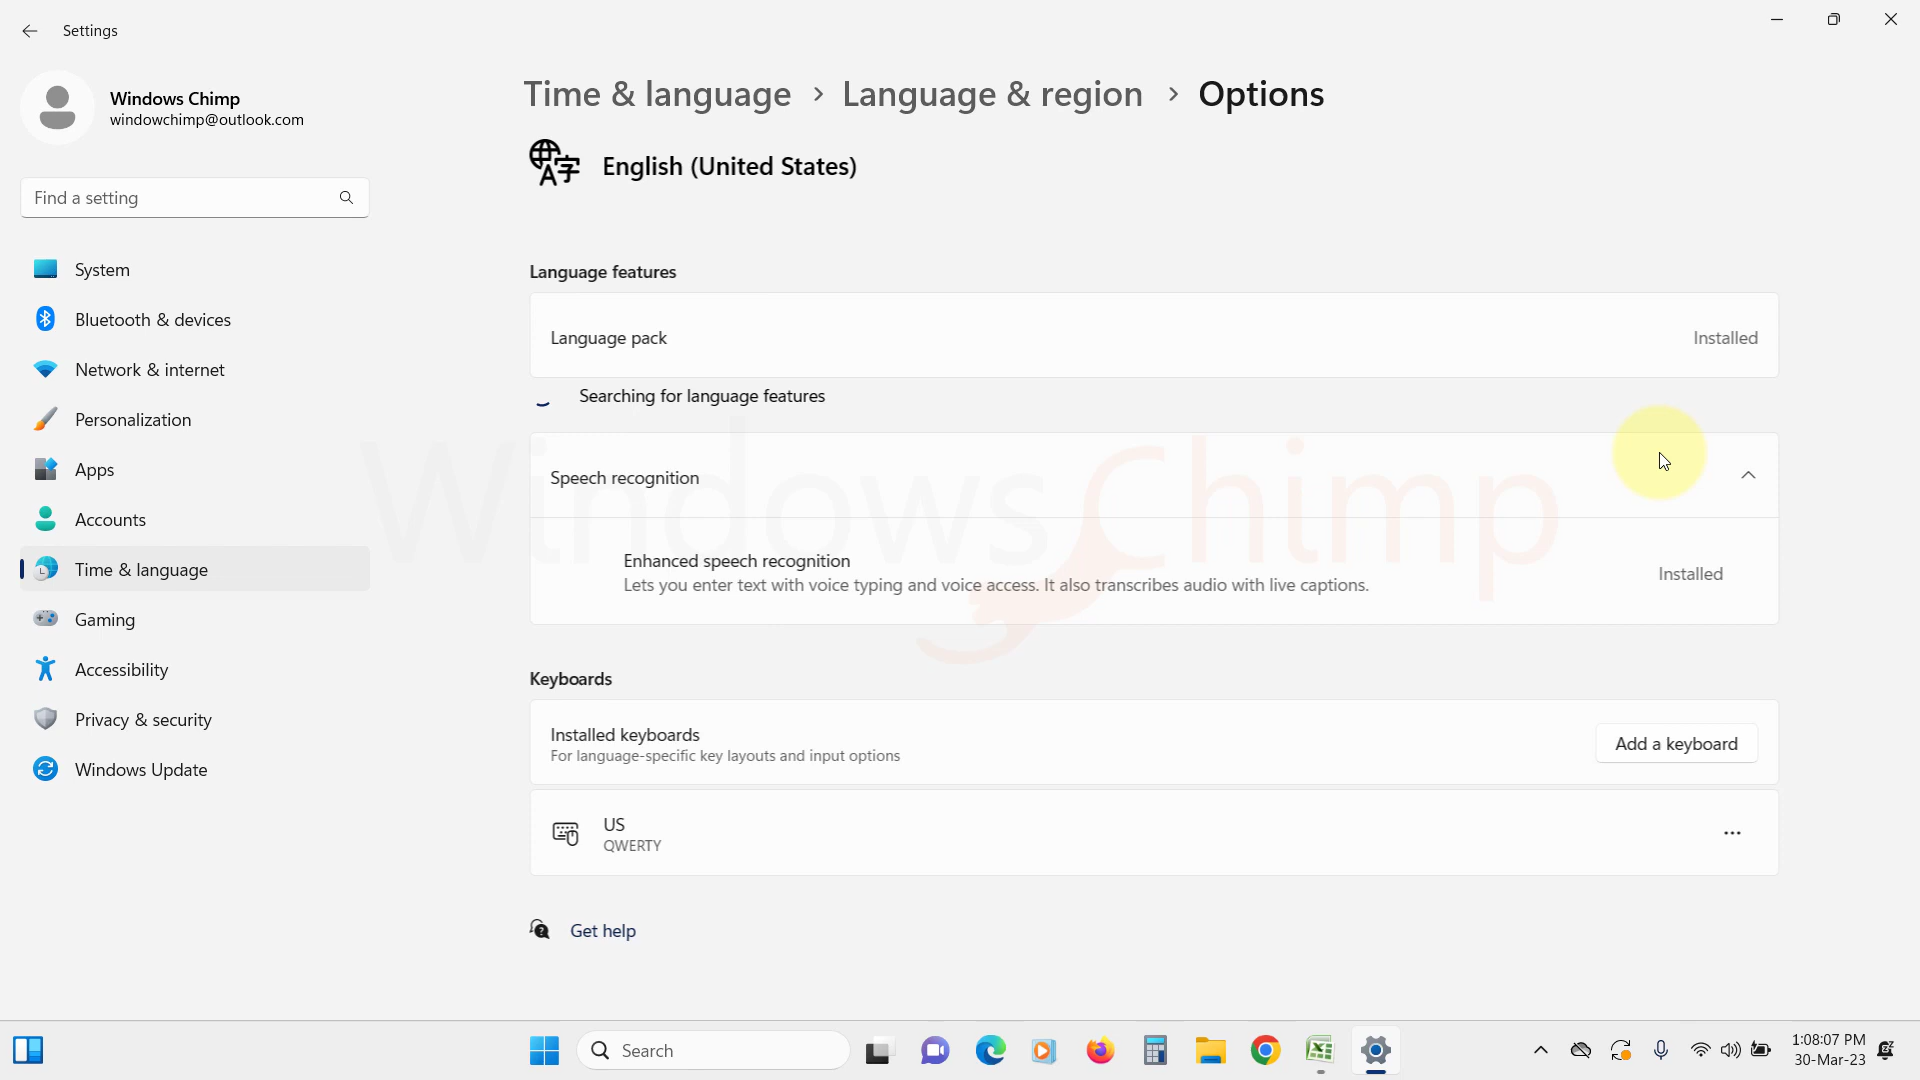 Settings
Windows Chimp
windowchimp@outlook.com
Find a setting
System
Bluetooth & devices
Network & internet
Personalization
Apps
Accounts
Time & language
Gaming
Accessibility
Privacy & security
Windows Update
Time & language > Language & region > Options
A字 English (United States)
Language features
Language pack Installed
Searching for language features
WindowsChimp
Speech recognition
Enhanced speech recognition
Lets you enter text with voice typing and voice access. It also transcribes audio with live captions.
Installed
Keyboards
Installed keyboards
For language-specific key layouts and input options
Add a keyboard
US
QWERTY
Get help
Search
1:08:07 PM
30-Mar-23